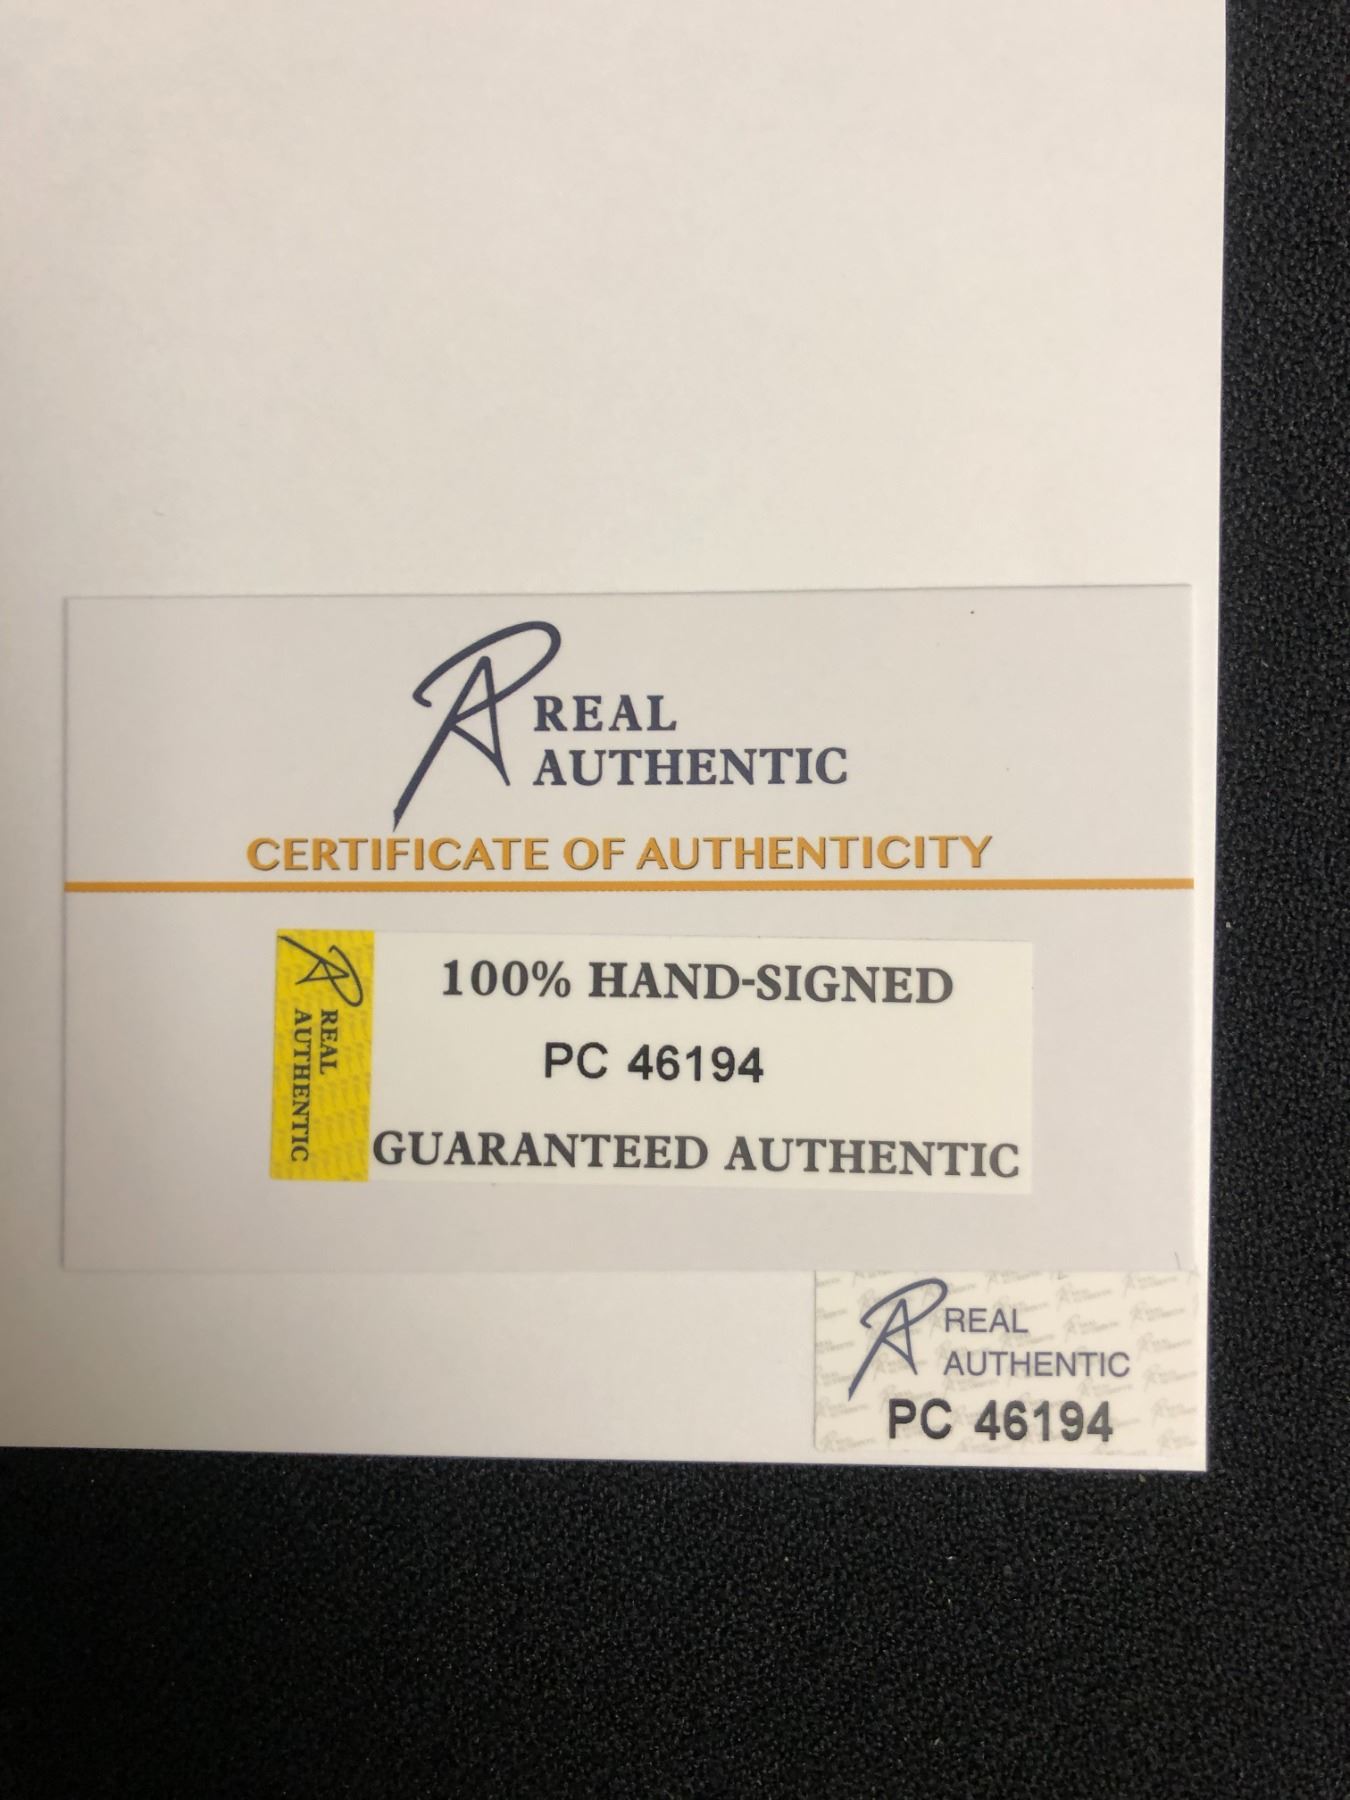 REAL
AUTHENTIC
CERTIFICATE OF AUTHENTICITY
REAL
AUTHENTIC
100% HAND-SIGNED
PC 46194
GUARANTEED AUTHENTIC
REAL
AUTHENTIC
PC 46194